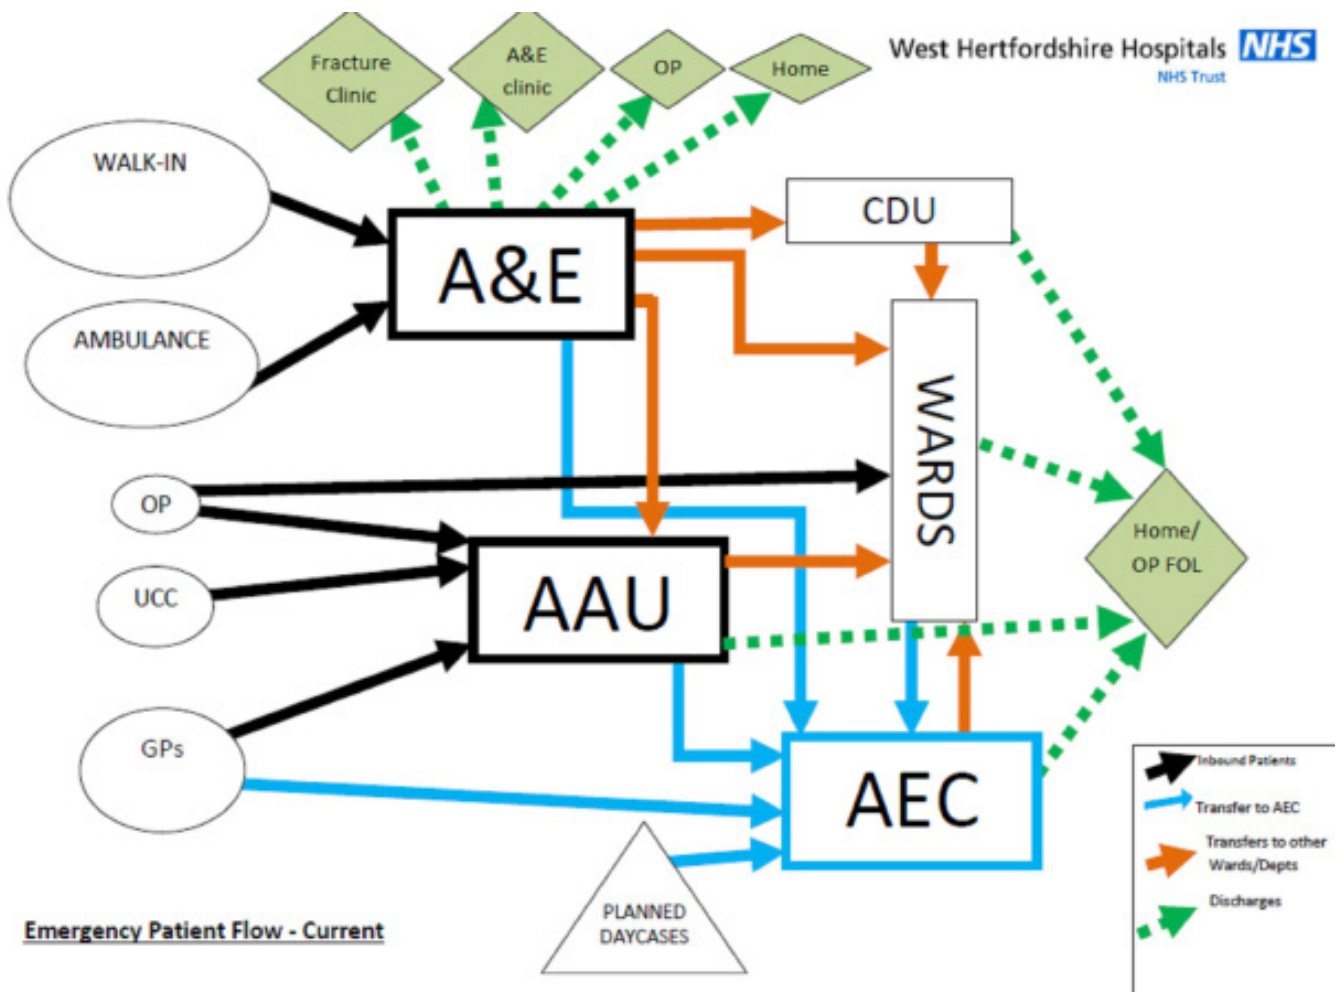 Fracture
Clinic
A&E
clinic
OP
Home
West Hertfordshire Hospitals NHS
NHS Trust
WALK-IN
A&E
CDU
AMBULANCE
WARDS
OP
Home/
OP FOL
UCC
AAU
GPs
AEC
Inbound Patients
Transfer to AEC
Transfers to other
Wards/Depts
Discharges
PLANNED
DAYCASES
Emergency Patient Flow - Current